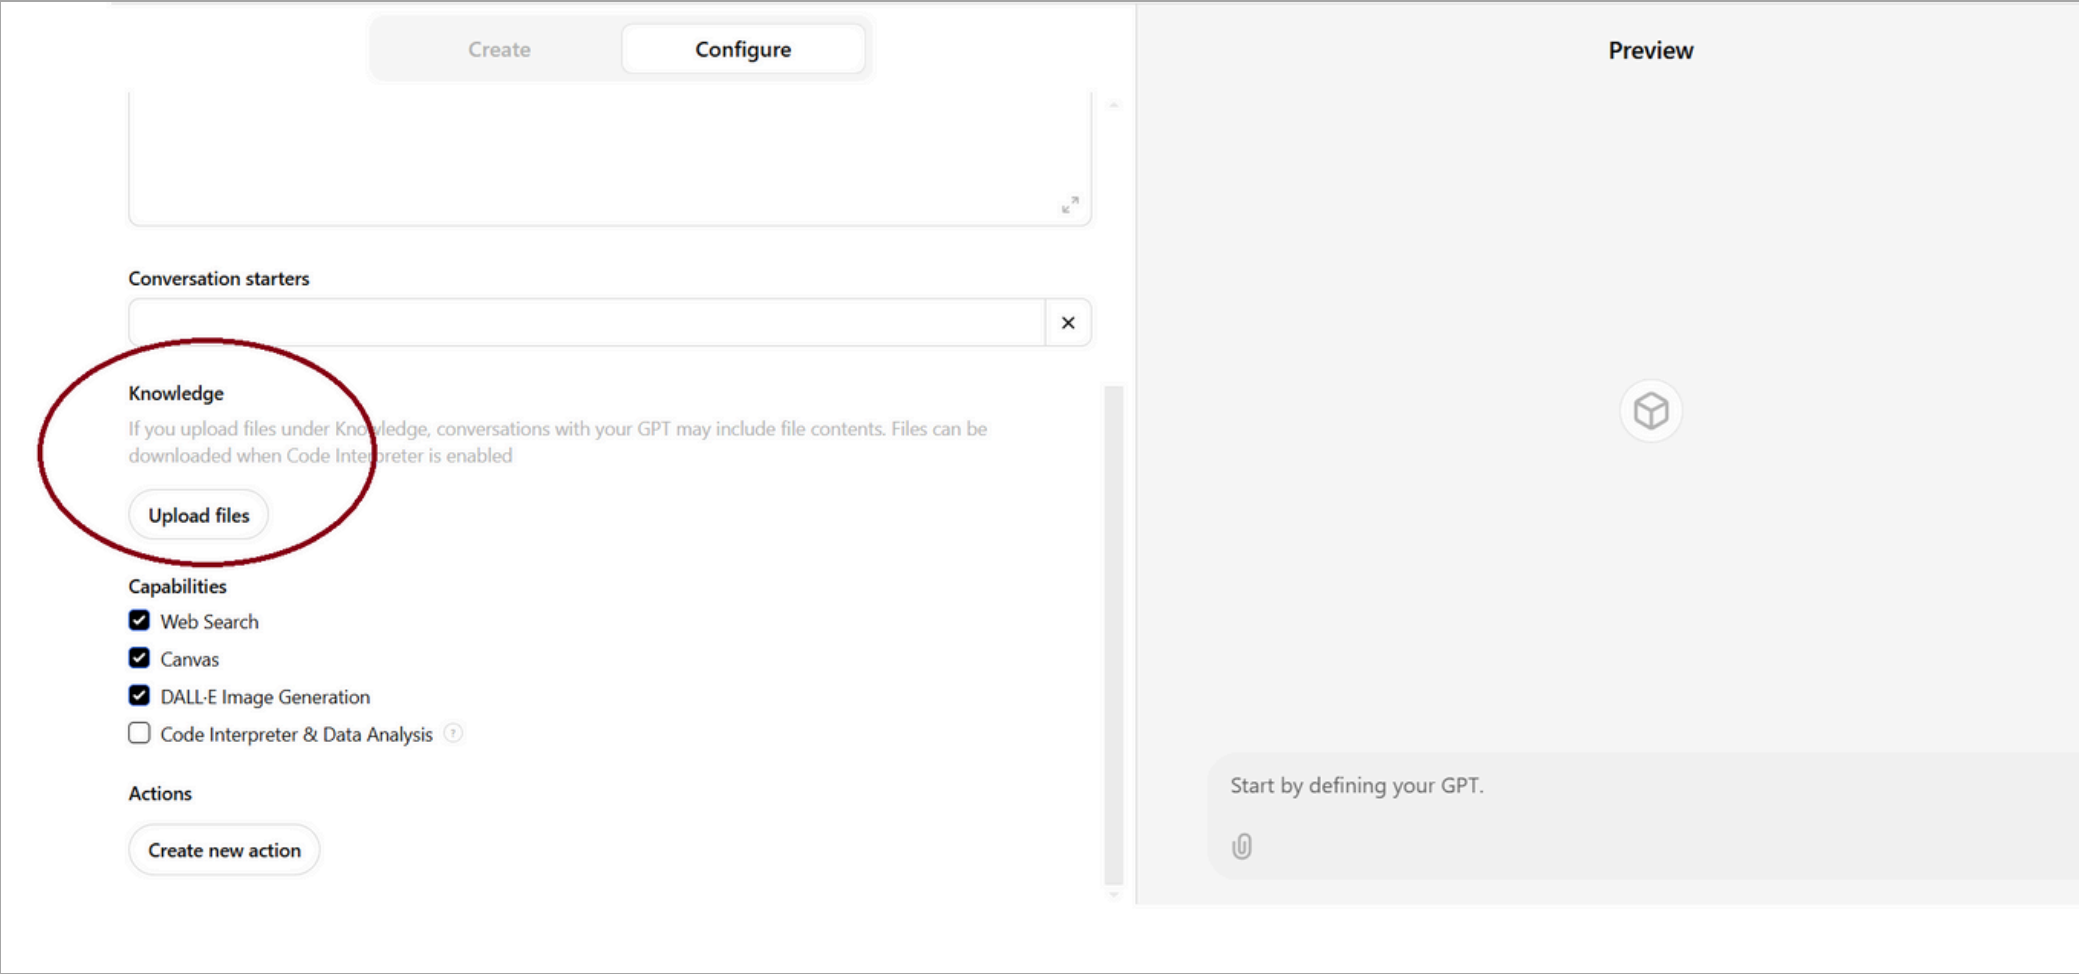 Create
Configure
Preview
Conversation starters
Knowledge
If you upload files under Knowledge, conversations with your GPT may include file contents. Files can be
downloaded when Code Interpreter is enabled
Upload files
Capabilities
Web Search
Canvas
DALL·E Image Generation
Code Interpreter & Data Analysis ?
Actions
Create new action
Start by defining your GPT.